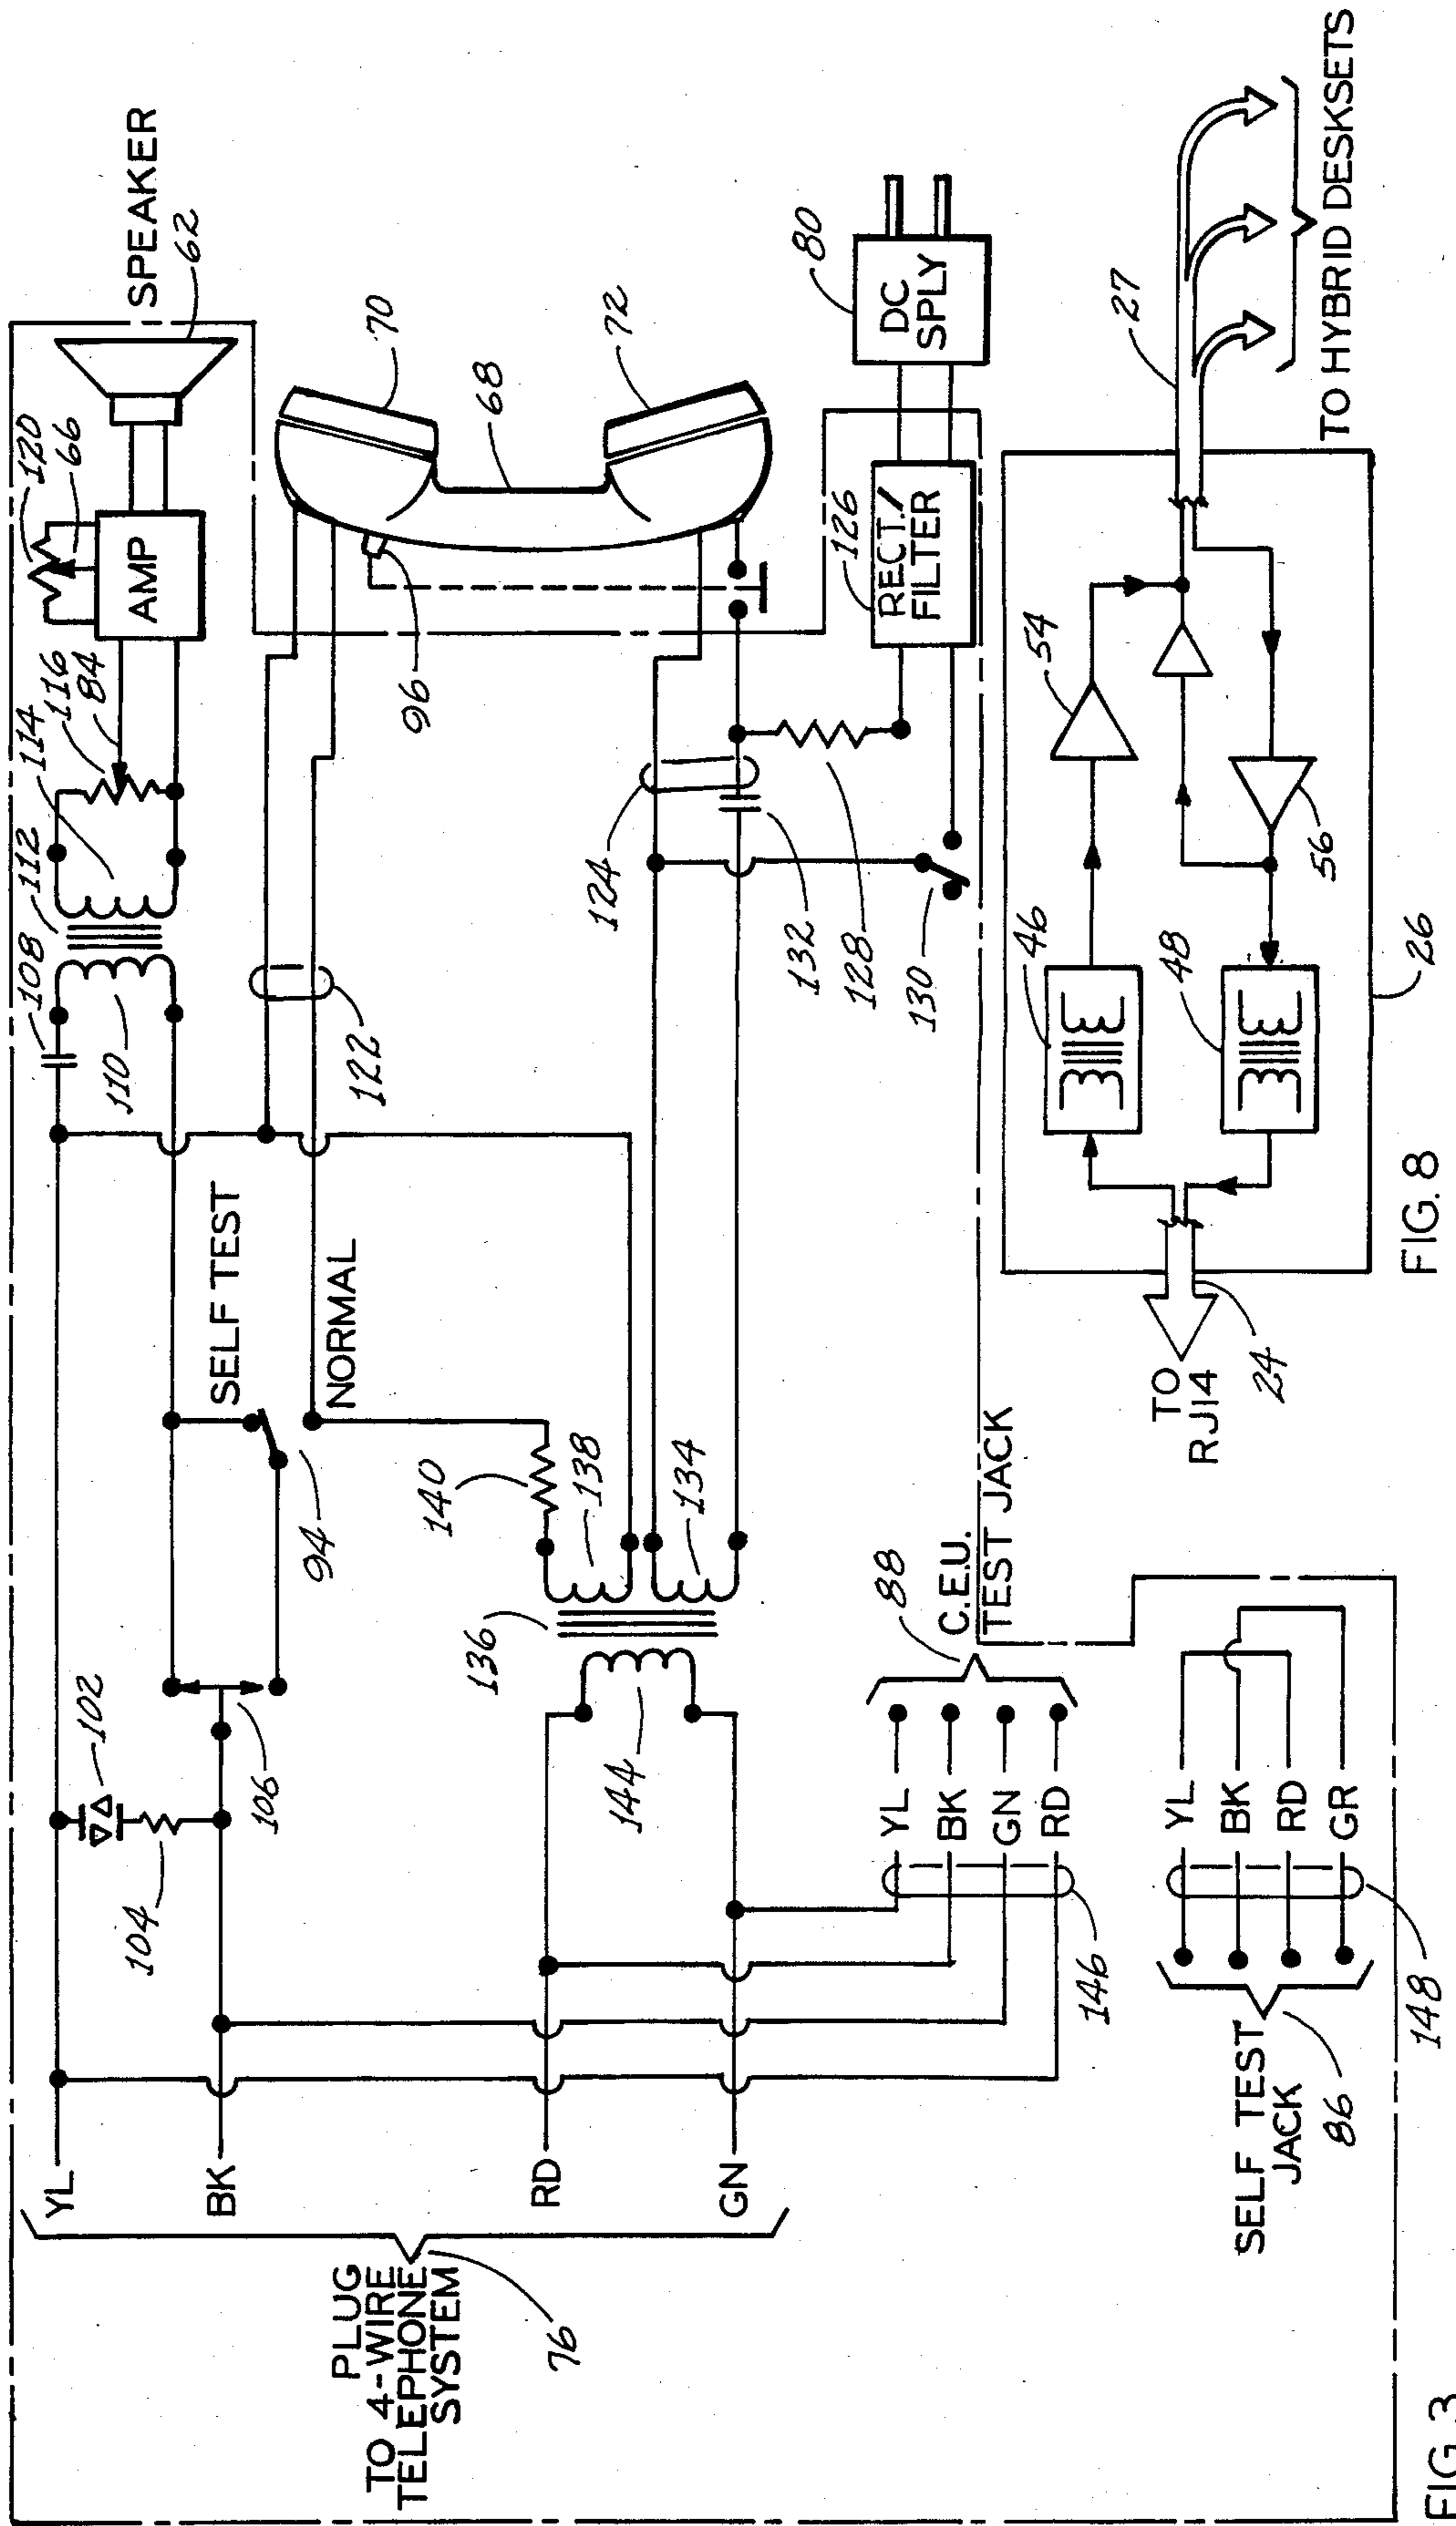 SPEAKER
62
120
66
AMP
116
84
114
112
108
110
102
104
106
YL
BK
RD
GN
PLUG
TO 4-WIRE
TELEPHONE
SYSTEM
76
SELF TEST
NORMAL
94
122
70
68
72
96
124
132
128
130
126
RECT./
FILTER
DC
SPLY
80
140
138
134
136
144
C.E.U.
TEST JACK
88
YL
BK
GN
RD
146
SELF TEST
JACK
86
YL
BK
RD
GR
148
FIG. 3
TO
RJ14
24
46
48
54
56
26
27
TO HYBRID DESKSETS
FIG. 8